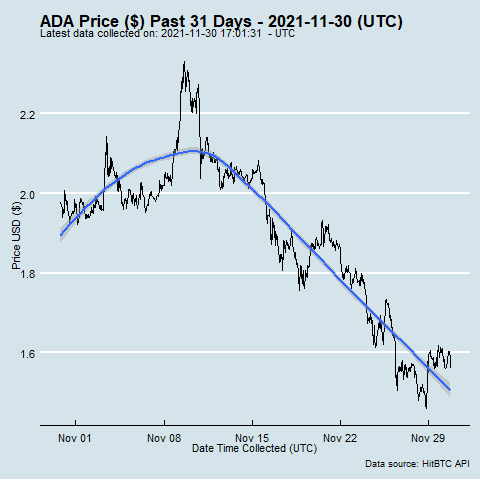 ADA Price ($) Past 31 Days - 2021-11-30 (UTC)
Latest data collected on: 2021-11-30 17:01:31  - UTC
Price USD ($)
2.2
2.0
1.8
1.6
Nov 01 Nov 08 Nov 15 Nov 22 Nov 29
Date Time Collected (UTC)
Data source: HitBTC API